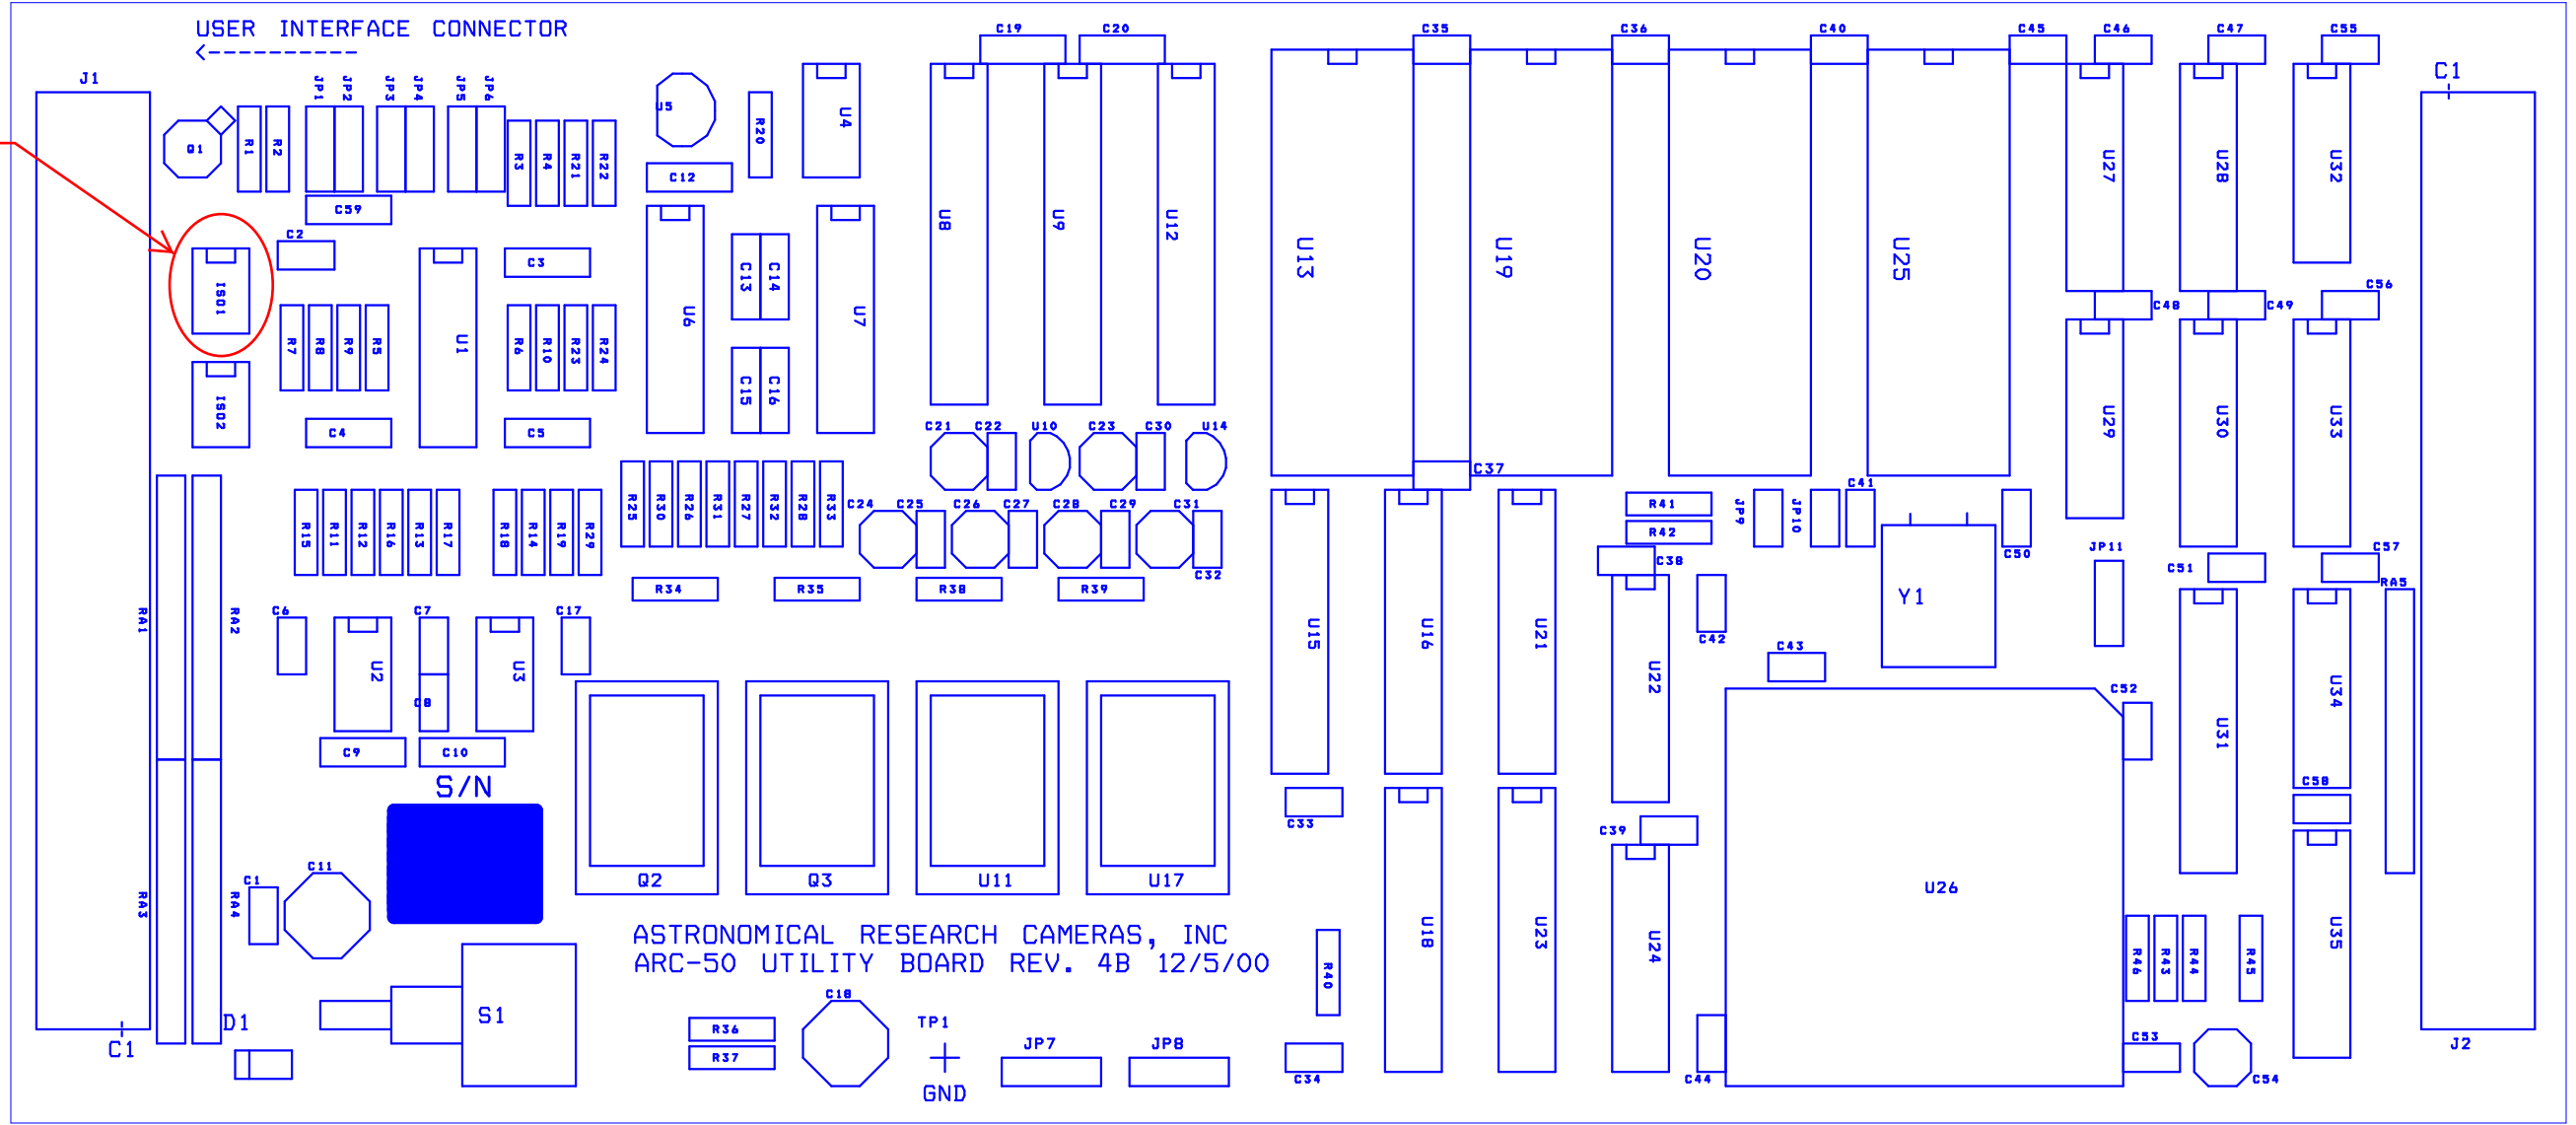 USER INTERFACE CONNECTOR
<-----------
C19
C20
C35
C36
C40
C45
C46
C47
C55
J1
JP1
JP2
JP3
JP4
JP5
JP6
C1
U5
R20
U4
Q1
R1
R2
R3
R4
R21
R22
C12
U27
U28
U32
C59
C2
U8
U9
U12
U13
U19
U20
U25
C3
C13
C14
ISO1
U6
U7
C48
C49
C56
R7
R8
R9
R5
U1
R6
R10
R23
R24
C15
C16
ISO2
C4
C5
C21
C22
U10
C23
C30
U14
U29
U30
U33
C37
R25
R30
R26
R31
R27
R32
R28
R33
C24
C25
C26
C27
C28
C29
C31
R41
R42
JP9
JP10
C41
R15
R11
R12
R16
R13
R17
R18
R14
R19
R29
C32
C38
C50
JP11
C51
C57
RA5
R34
R35
R38
R39
Y1
RA1
RA2
C6
C7
C17
U15
U16
U21
C42
C43
U2
U3
U22
C8
C52
U34
U31
C9
C10
S/N
C58
C33
C39
C11
C1
Q2
Q3
U11
U17
U26
RA3
RA4
ASTRONOMICAL RESEARCH CAMERAS, INC
ARC-50 UTILITY BOARD REV. 4B 12/5/00
U18
U23
U24
U35
R40
R46
R43
R44
R45
C18
D1
S1
TP1
R36
R37
JP7
JP8
C1
GND
C34
C44
C53
C54
J2